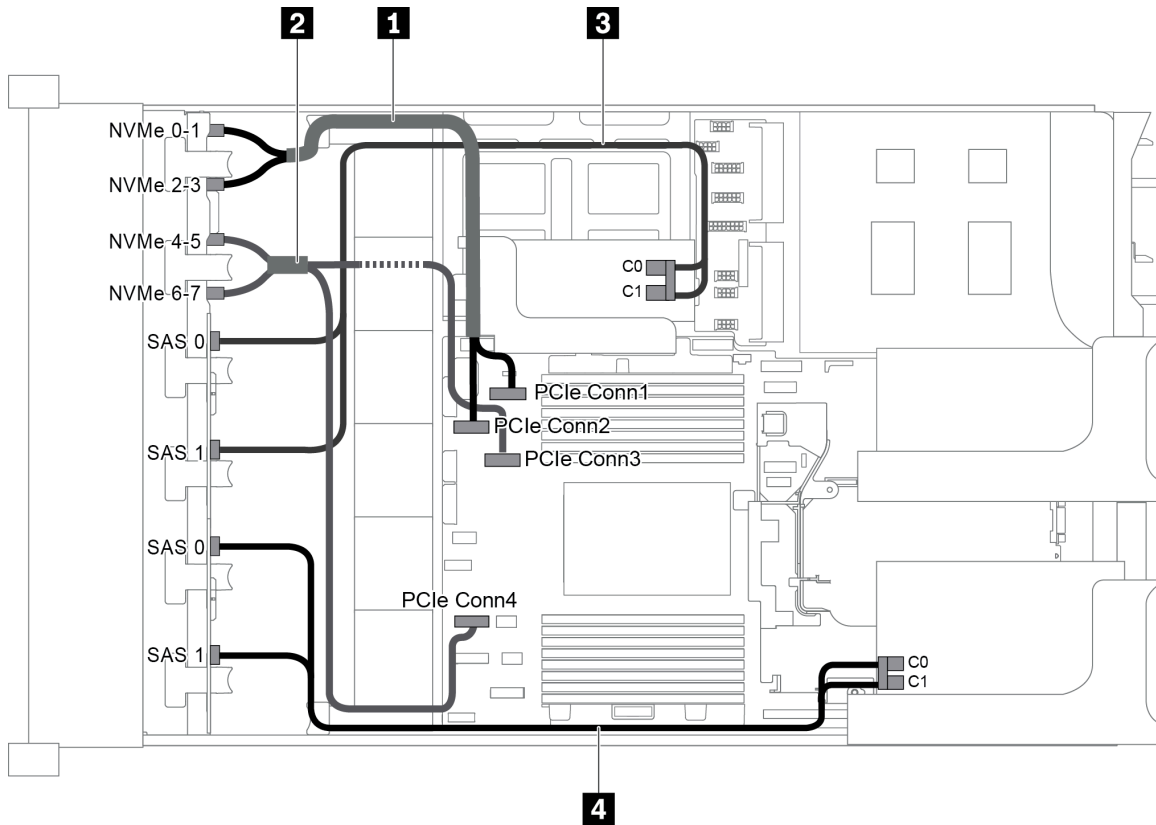 2
1
3
NVMe 0-1
NVMe 2-3
NVMe 4-5
NVMe 6-7
C0
C1
SAS 0
PCIe Conn1
PCIe Conn2
SAS 1
PCIe Conn3
SAS 0
PCIe Conn4
SAS 1
C0
C1
4